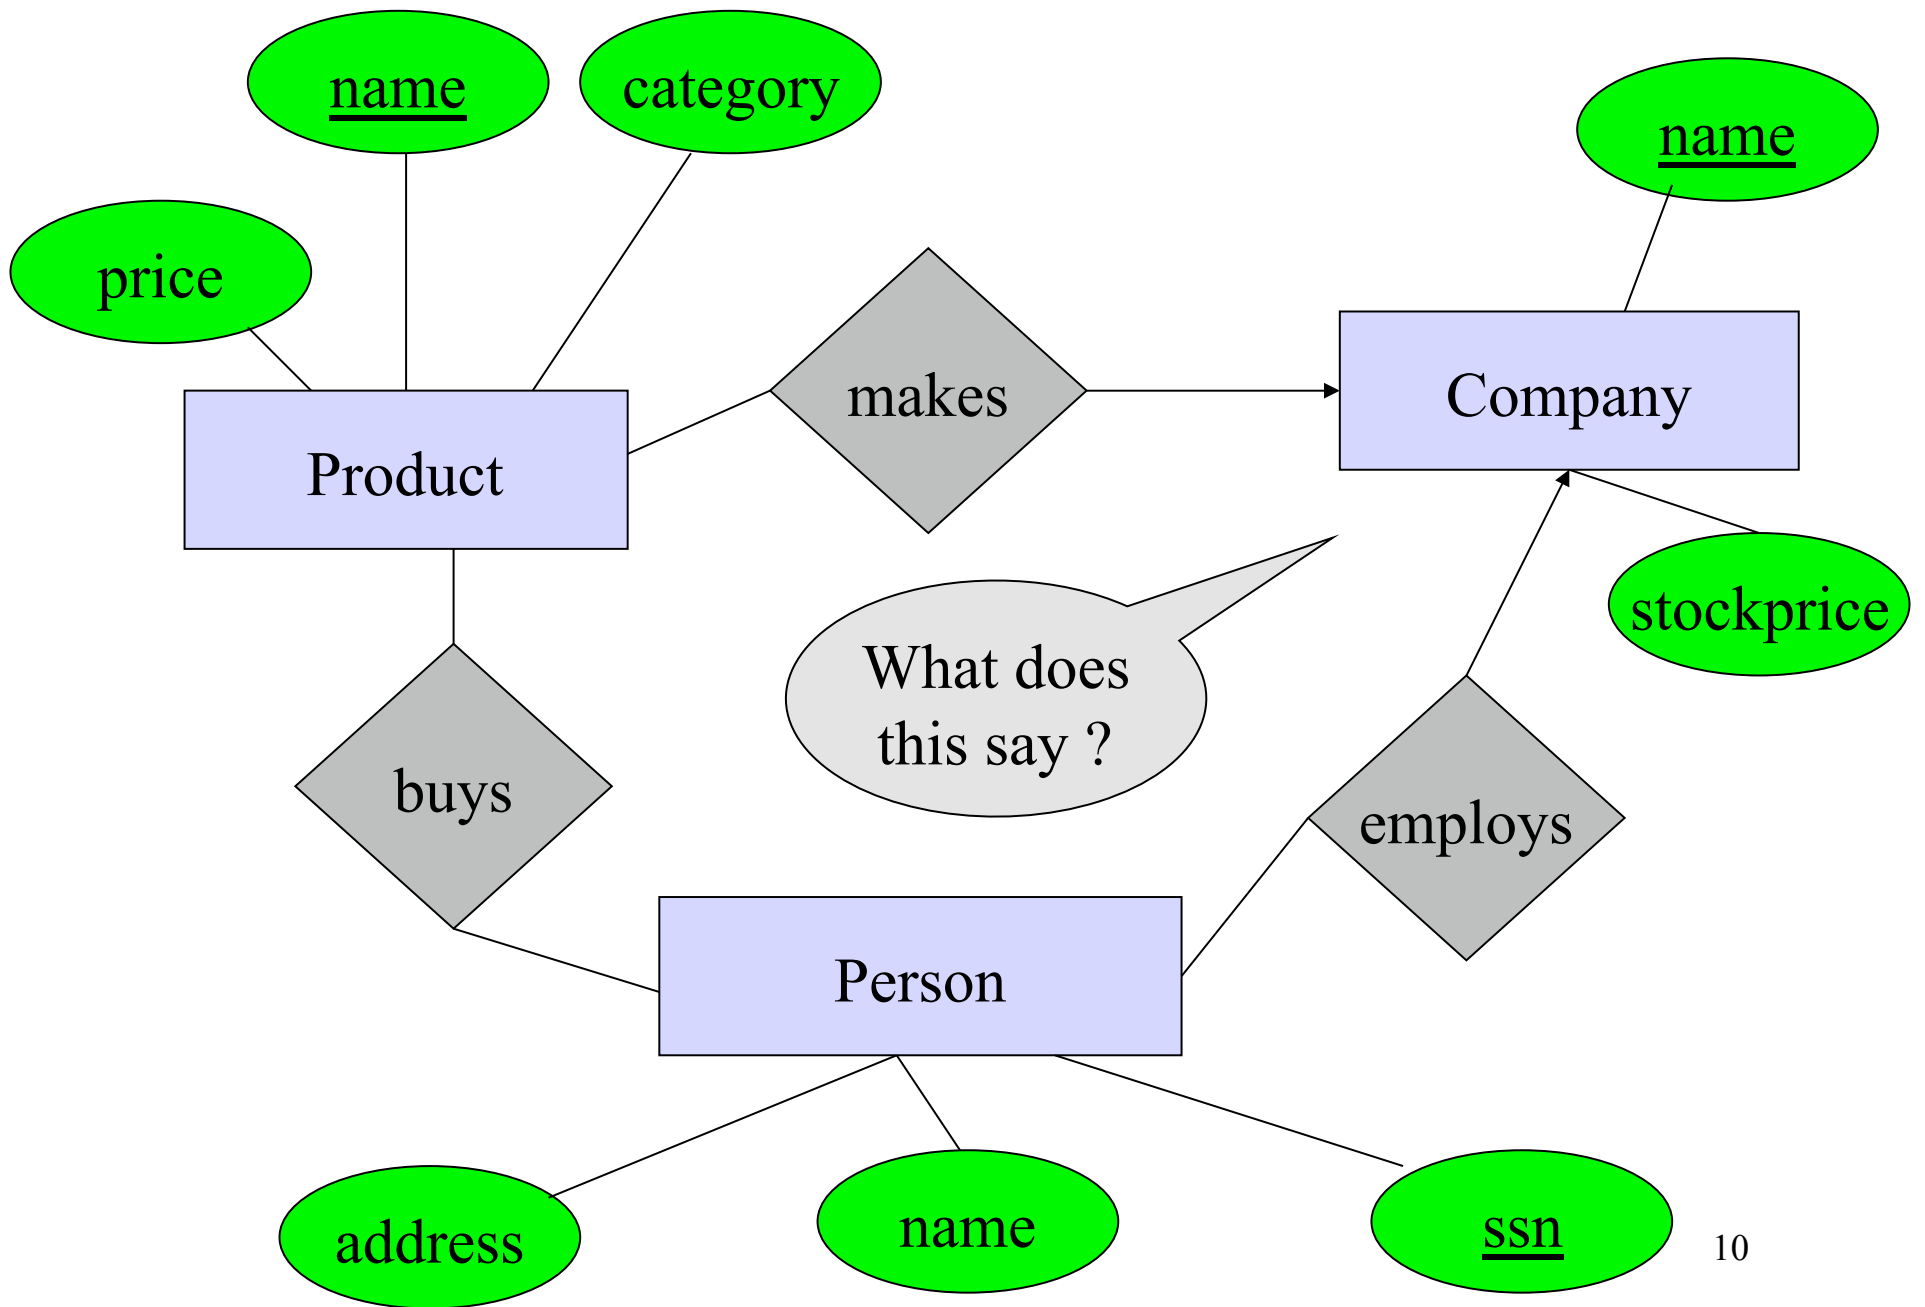 name
category
name
price
makes
Company
Product
stockprice
What does
this say ?
buys
employs
Person
address
name
ssn
10